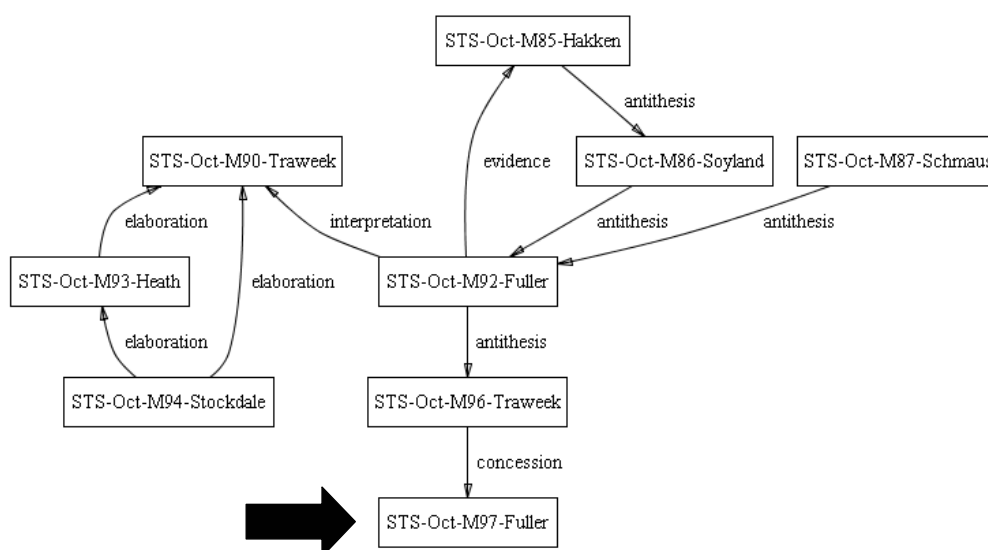 STS-Oct-M85-Hakken
antithesis
STS-Oct-M90-Traweek
evidence
STS-Oct-M86-Soyland
STS-Oct-M87-Schmaus
elaboration
interpretation
antithesis
antithesis
STS-Oct-M93-Heath
elaboration
STS-Oct-M92-Fuller
elaboration
antithesis
STS-Oct-M94-Stockdale
STS-Oct-M96-Traweek
concession
STS-Oct-M97-Fuller